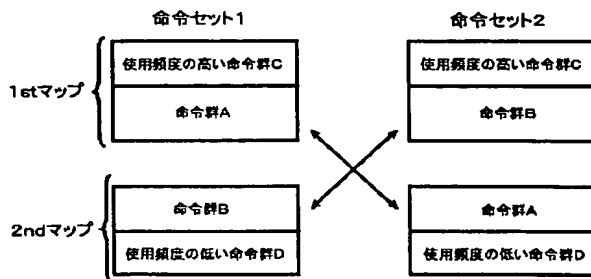 命令セット1
命令セット2
1stマップ
使用頻度の高い命令群C
命令群A
使用頻度の高い命令群C
命令群B
2ndマップ
命令群B
使用頻度の低い命令群D
命令群A
使用頻度の低い命令群D